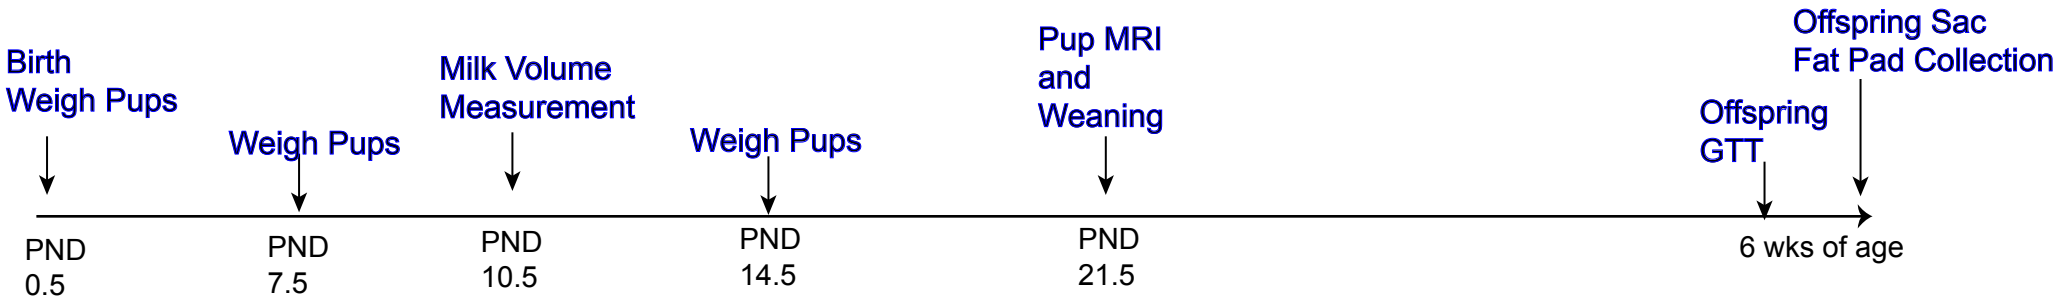 Birth
Weigh Pups
Weigh Pups
Milk Volume
Measurement
Weigh Pups
Pup MRI
and
Weaning
Offspring
GTT
Offspring Sac
Fat Pad Collection
PND
0.5
PND
7.5
PND
10.5
PND
14.5
PND
21.5
6 wks of age